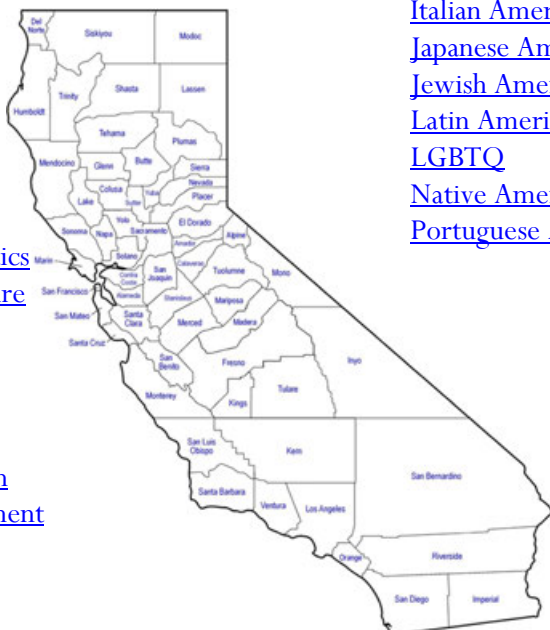 Italian Amer
Japanese Am
Jewish Ame
Latin Ameri
LGBTQ
Native Ame
Portuguese
ics
re
n
ment
Del Norte
Siskiyou
Modoc
Humboldt
Trinity
Shasta
Lassen
Tehama
Plumas
Mendocino
Glenn
Butte
Sierra
Nevada
Placer
Colusa
Sutter
Yuba
Lake
Yolo
El Dorado
Sonoma
Napa
Sacramento
Alpine
Amador
Solano
Marin
Calaveras
Contra Costa
San Joaquin
Tuolumne
Mono
San Francisco
Alameda
Stanislaus
Mariposa
San Mateo
Santa Clara
Merced
Madera
Santa Cruz
San Benito
Fresno
Inyo
Monterey
Kings
Tulare
San Luis Obispo
Kern
San Bernardino
Santa Barbara
Ventura
Los Angeles
Orange
Riverside
San Diego
Imperial